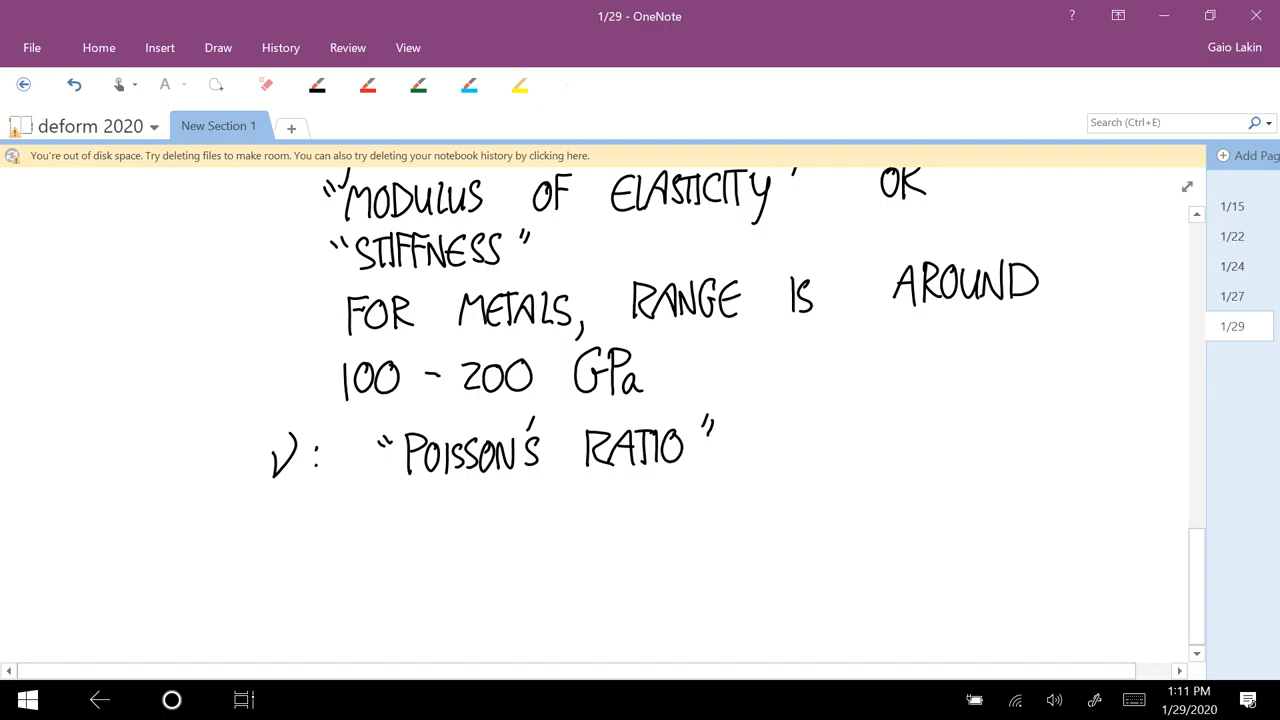 1/29 - OneNote
?
File Home Insert Draw History Review View Gaio Lakin
A
deform 2020 New Section 1 + Search (Ctrl+E)
You're out of disk space. Try deleting files to make room. You can also try deleting your notebook history by clicking here.
Add Pag
1/15
1/22
1/24
1/27
1/29
"MODULUS OF ELASTICITY" OR
"STIFFNESS"
FOR METALS, RANGE IS AROUND
100 - 200 GPa
ν: "POISSON'S RATIO"
1:11 PM
1/29/2020